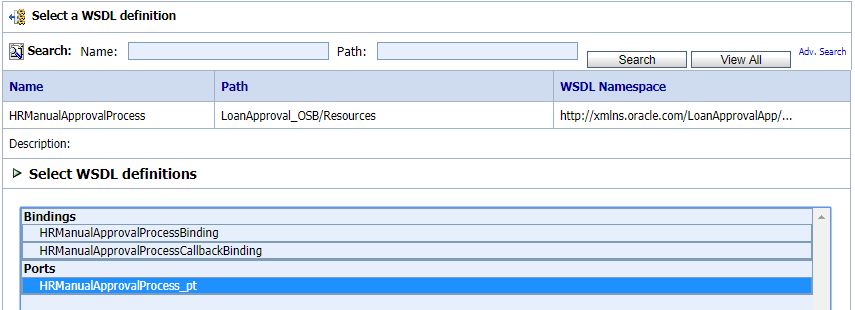 Select a WSDL definition
Search: Name: Path: Search View All Adv. Search
Name Path WSDL Namespace
HRManualApprovalProcess LoanApproval_OSB/Resources http://xmlns.oracle.com/LoanApprovalApp/...
Description:
Select WSDL definitions
Bindings
HRManualApprovalProcessBinding
HRManualApprovalProcessCallbackBinding
Ports
HRManualApprovalProcess_pt